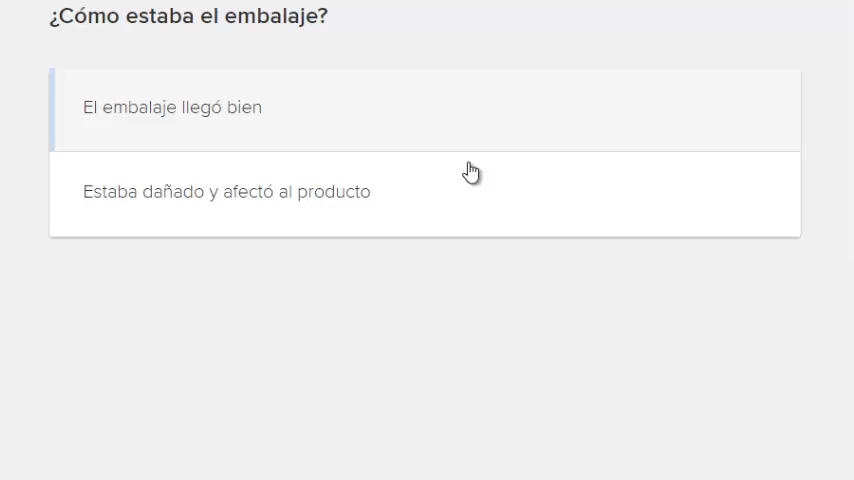 ¿Cómo estaba el embalaje?
El embalaje llegó bien
Estaba dañado y afectó al producto